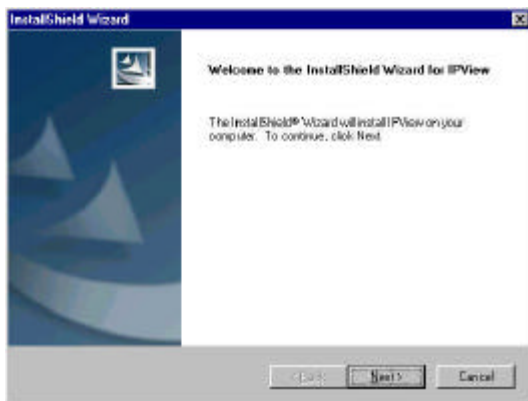 InstallShield Wizard
Welcome to the InstallShield Wizard for IPView
The InstallShield® Wizard will install IPView on your
computer. To continue, click Next.
< Back
Next >
Cancel